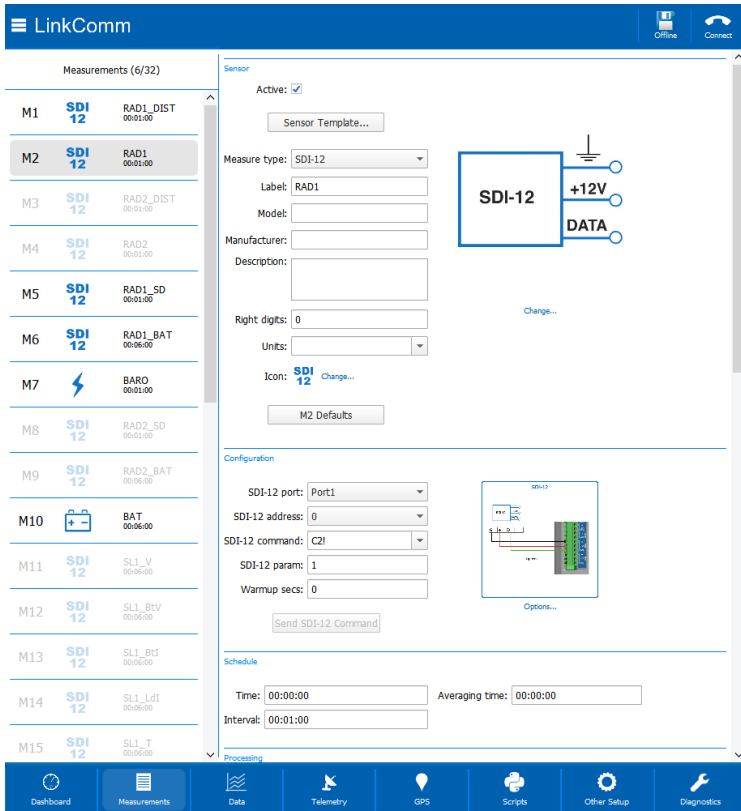 LinkComm
Offline
Connect
Measurements (6/32)
M1 SDI 12 RAD1_DIST
00:01:00
M2 SDI 12 RAD1
00:01:00
M3 SDI 12 RAD2_DIST
00:01:00
M4 SDI 12 RAD2
00:01:00
M5 SDI 12 RAD1_SD
00:01:00
M6 SDI 12 RAD1_BAT
00:06:00
M7 BARO
00:01:00
M8 SDI 12 RAD2_SD
00:01:00
M9 SDI 12 RAD2_BAT
00:06:00
M10 BAT
00:06:00
M11 SDI 12 SL1_V
00:06:00
M12 SDI 12 SL1_BtV
00:06:00
M13 SDI 12 SL1_BtI
00:06:00
M14 SDI 12 SL1_LdI
00:06:00
M15 SDI 12 SL1_T
00:06:00
Sensor
Active:
Sensor Template...
Measure type: SDI-12
Label: RAD1
Model:
Manufacturer:
Description:
Right digits: 0
Units:
Icon: SDI 12 Change...
M2 Defaults
SDI-12
+12V
DATA
Change...
Configuration
SDI-12 port: Port1
SDI-12 address: 0
SDI-12 command: C2!
SDI-12 param: 1
Warmup secs: 0
Send SDI-12 Command
SDI-12
Options...
Schedule
Time: 00:00:00
Averaging time: 00:00:00
Interval: 00:01:00
Processing
Dashboard
Measurements
Data
Telemetry
GPS
Scripts
Other Setup
Diagnostics